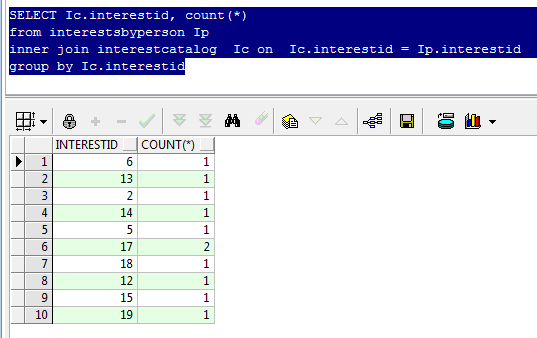 SELECT Ic.interestid, count(*)
from interestsbyperson Ip
inner join interestcatalog  Ic on  Ic.interestid = Ip.interestid
group by Ic.interestid
INTERESTID COUNT(*)
1 6 1
2 13 1
3 2 1
4 14 1
5 5 1
6 17 2
7 18 1
8 12 1
9 15 1
10 19 1